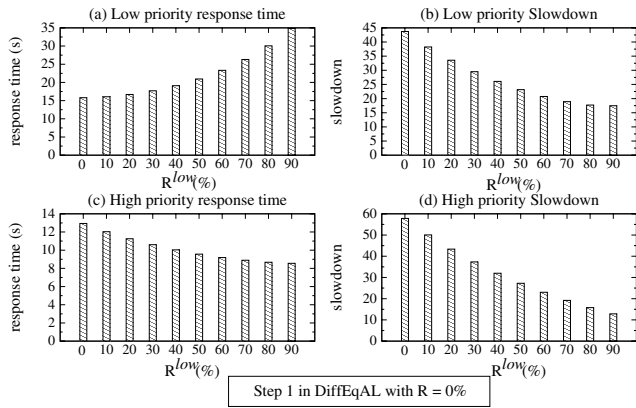 (a) Low priority response time
(b) Low priority Slowdown
35
30
25
20
15
10
5
0
response time (s)
0 10 20 30 40 50 60 70 80 90
R^low(%)
45
40
35
30
25
20
15
10
5
0
slowdown
0 10 20 30 40 50 60 70 80 90
R^low(%)
(c) High priority response time
(d) High priority Slowdown
14
12
10
8
6
4
2
0
response time (s)
0 10 20 30 40 50 60 70 80 90
R^low(%)
60
50
40
30
20
10
0
slowdown
0 10 20 30 40 50 60 70 80 90
R^low(%)
Step 1 in DiffEqAL with R = 0%